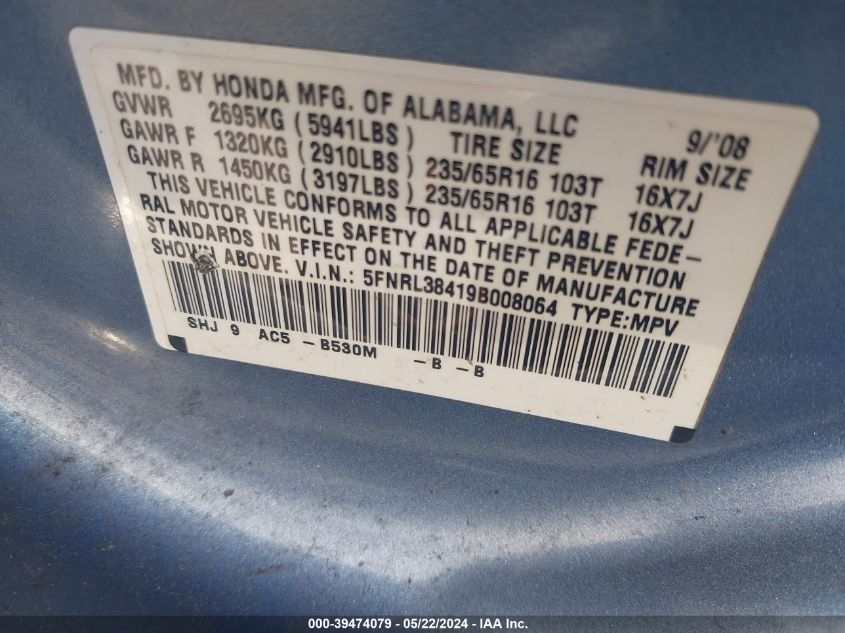 MFD. BY HONDA MFG. OF ALABAMA, LLC 9/'08
GVWR 2695KG (5941LBS) TIRE SIZE RIM SIZE
GAWR F 1320KG (2910LBS) 235/65R16 103T 16X7J
GAWR R 1450KG (3197LBS) 235/65R16 103T 16X7J
THIS VEHICLE CONFORMS TO ALL APPLICABLE FEDE-
RAL MOTOR VEHICLE SAFETY AND THEFT PREVENTION
STANDARDS IN EFFECT ON THE DATE OF MANUFACTURE
SHOWN ABOVE. V.I.N.: 5FNRL38419B008064 TYPE:MPV
SHJ 9 AC5 -B530M -B -B
000-39474079 - 05/22/2024 - IAA Inc.